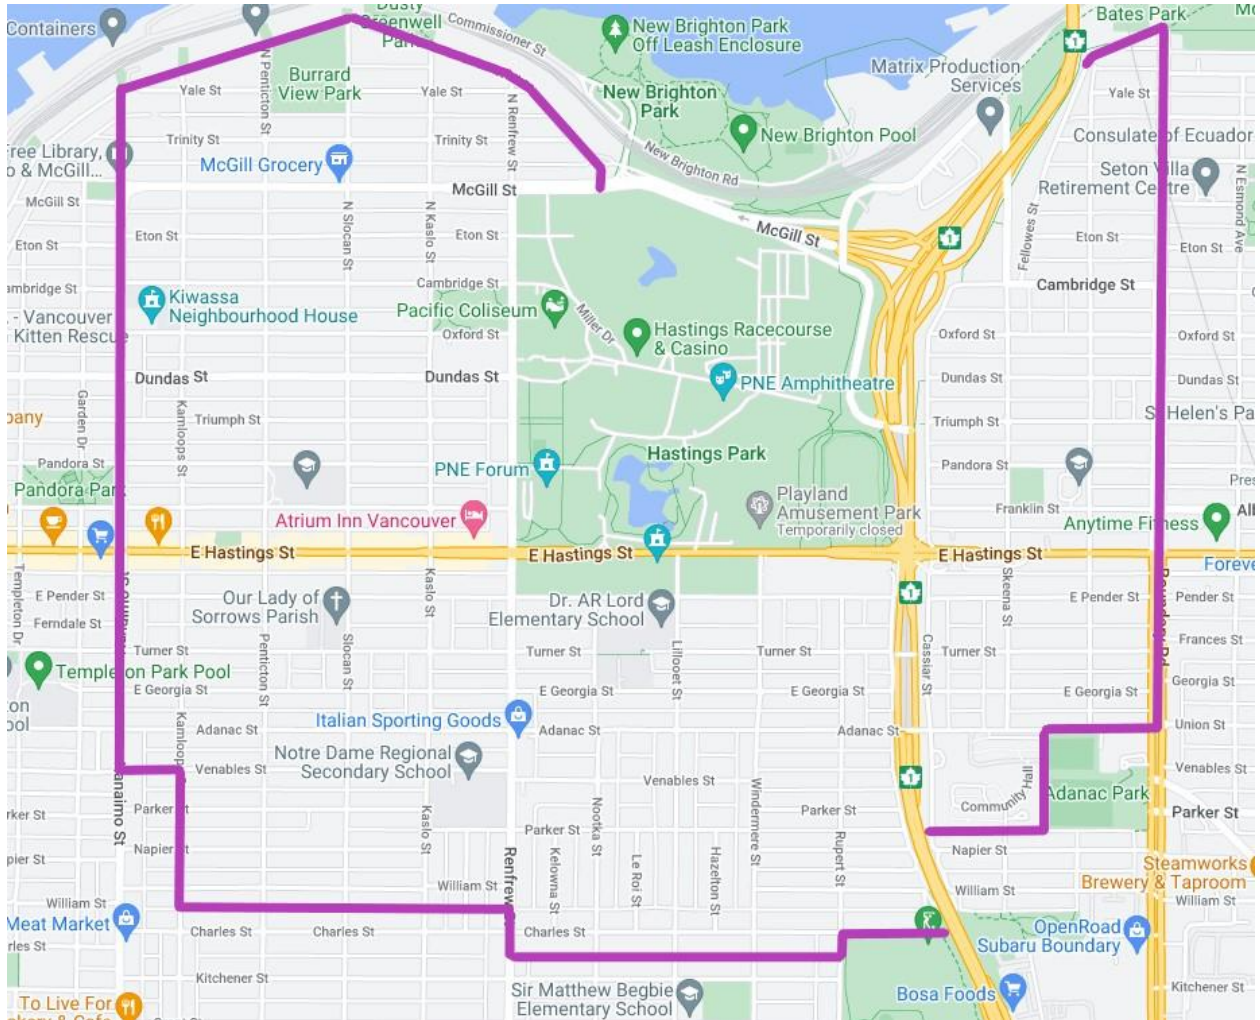 Containers
Dusty
Greenwell
Park
Commissioner St
New Brighton Park
Off Leash Enclosure
1
Bates Park
N Penticton St
Burrard
View Park
Yale St
Yale St
N Renfrew St
New Brighton
Park
Matrix Production
Services
Yale St
Trinity St
Trinity St
New Brighton Pool
Consulate of Ecuador
Free Library,
McGill...
McGill Grocery
New Brighton Rd
Seton Villa
Retirement Centre
N Esmond Ave
McGill St
McGill St
N Slocan St
N Kaslo St
McGill St
Fellowes St
Eton St
Eton St
Eton St
1
Eton St
Eton St
Cambridge St
Cambridge St
Kiwassa
Neighbourhood House
Pacific Coliseum
Miller Dr
- Vancouver
Kitten Rescue
Oxford St
Hastings Racecourse
& Casino
Oxford St
Oxford St
Dundas St
Dundas St
PNE Amphitheatre
Dundas St
Dundas St
Garden Dr
Kamloops St
Triumph St
Triumph St
St Helen's Pa
Pandora St
PNE Forum
Hastings Park
Pandora St
Pandora Park
Playland
Amusement Park
Temporarily closed
Franklin St
Atrium Inn Vancouver
Anytime Fitness
E Hastings St
E Hastings St
E Hastings St
Templeton Dr
E Pender St
Ferndale St
Our Lady of
Sorrows Parish
Kaslo St
Dr. AR Lord
Elementary School
1
Skeena St
E Pender St
Pender St
Boundary Rd
Turner St
Penticton St
Slocan St
Turner St
Lillooet St
Turner St
Cassiar St
Turner St
Frances St
Templeton Park Pool
E Georgia St
E Georgia St
E Georgia St
E Georgia St
Georgia St
Kamloops
Adanac St
Italian Sporting Goods
Adanac St
Adanac St
Union St
Venables St
Notre Dame Regional
Secondary School
Venables St
Windermere St
1
Venables St
Nanaimo St
Parker St
Kaslo St
Nootka St
Parker St
Community Hall
Adanac Park
Napier St
Renfrew
Parker St
Kelowna St
Le Roi St
Hazelton St
Rupert St
Napier St
Parker St
Steamworks
Brewery & Taproom
William St
William St
William St
William St
Meat Market
Charles St
Charles St
Charles St
OpenRoad
Subaru Boundary
Kitchener St
Sir Matthew Begbie
Elementary School
Bosa Foods
Kitchener St
To Live For